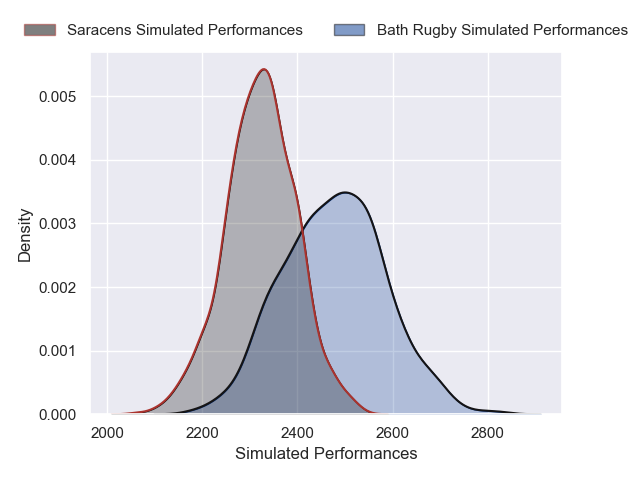 Saracens Simulated Performances
Bath Rugby Simulated Performances
0.005
0.004
0.003
0.002
0.001
0.000
Density
2000 2200 2400 2600 2800
Simulated Performances